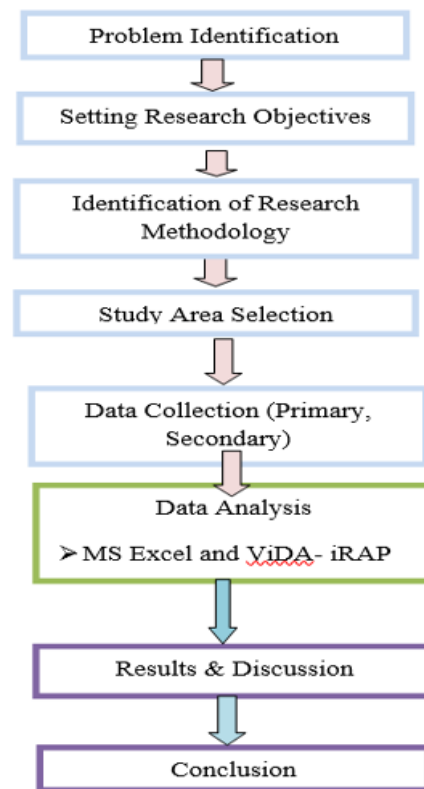 Problem Identification
Setting Research Objectives
Identification of Research
Methodology
Study Area Selection
Data Collection (Primary,
Secondary)
Data Analysis
➢ MS Excel and ViDA- iRAP
Results & Discussion
Conclusion